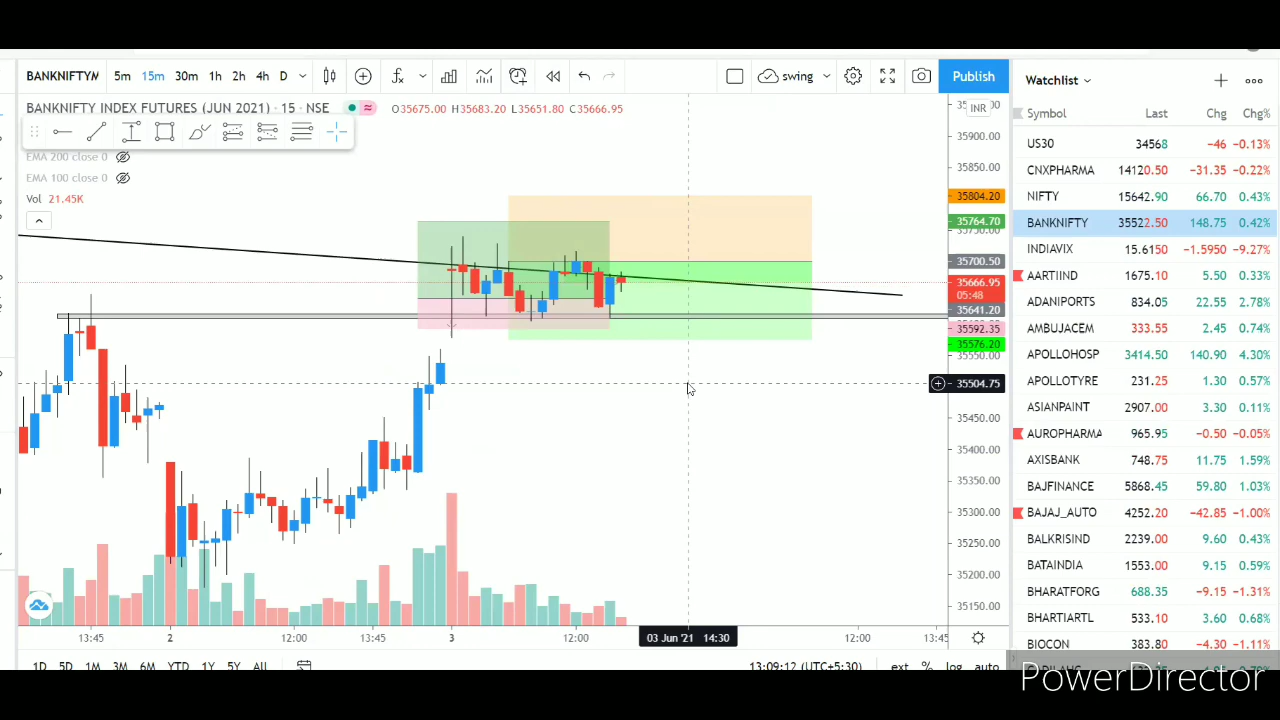 BANKNIFTYM 5m 15m 30m 1h 2h 4h D swing Publish
BANKNIFTY INDEX FUTURES (JUN 2021) · 15 · NSE O35675.00 H35683.20 L35651.80 C35666.95
EMA 200 close 0
EMA 100 close 0
Vol 21.45K
INR
35900.00
35850.00
35804.20
35764.70
35700.50
35666.95
05:48
35641.20
35592.35
35576.20
35550.00
35504.75
35450.00
35400.00
35350.00
35300.00
35250.00
35200.00
35150.00
13:45 2 12:00 13:45 3 12:00 03 Jun '21 14:30 12:00 13:45
1D 5D 1M 3M 6M YTD 1Y 5Y All 13:09:12 (UTC+5:30) ext % log auto
Watchlist
Symbol Last Chg Chg%
US30 34568 −46 −0.13%
CNXPHARMA 14120.50 −31.35 −0.22%
NIFTY 15642.90 66.70 0.43%
BANKNIFTY 35522.50 148.75 0.42%
INDIAVIX 15.6150 −1.5950 −9.27%
AARTIIND 1675.10 5.50 0.33%
ADANIPORTS 834.05 22.55 2.78%
AMBUJACEM 333.55 2.45 0.74%
APOLLOHOSP 3414.50 140.90 4.30%
APOLLOTYRE 231.25 1.30 0.57%
ASIANPAINT 2907.00 3.30 0.11%
AUROPHARMA 965.95 −0.50 −0.05%
AXISBANK 748.75 11.75 1.59%
BAJFINANCE 5868.45 59.80 1.03%
BAJAJ_AUTO 4252.20 −42.85 −1.00%
BALKRISIND 2239.00 9.60 0.43%
BATAINDIA 1553.00 9.15 0.59%
BHARATFORG 688.35 −9.15 −1.31%
BHARTIARTL 533.10 3.60 0.68%
BIOCON 383.80 −4.30 −1.11%
PowerDirector